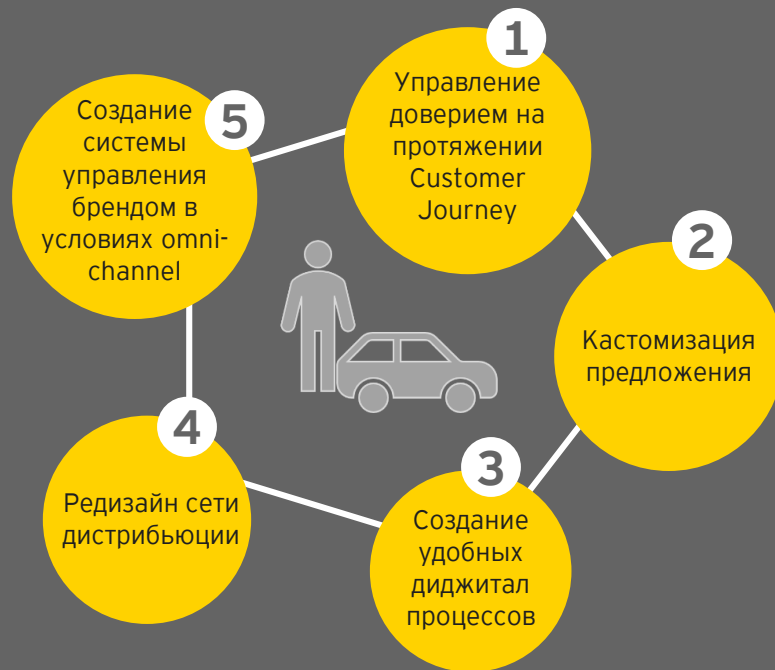 1
Управление
доверием на
протяжении
Customer
Journey
2
Кастомизация
предложения
3
Создание
удобных
диджитал
процессов
4
Редизайн сети
дистрибьюции
5
Создание
системы
управления
брендом в
условиях omni-
channel